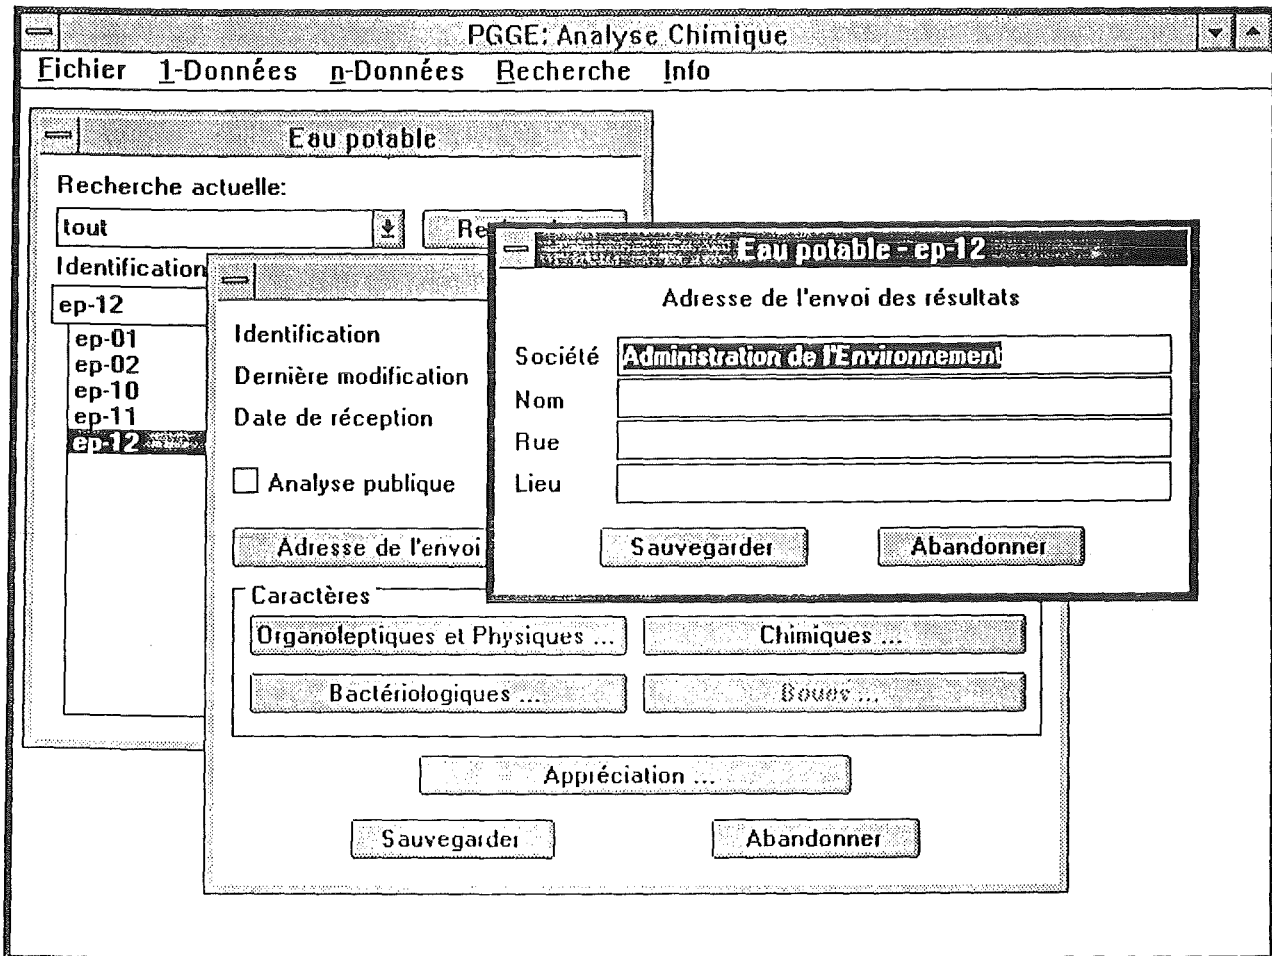 PGGE: Analyse Chimique
Fichier 1-Données n-Données Recherche Info
Eau potable
Recherche actuelle:
tout
Identification
ep-12
ep-01
ep-02
ep-10
ep-11
ep-12
Identification
Dernière modification
Date de réception
Analyse publique
Adresse de l'envoi
Caractères
Organoleptiques et Physiques ... Chimiques ...
Bactériologiques ... Boues ...
Appréciation ...
Sauvegarder Abandonner
Eau potable - ep-12
Adresse de l'envoi des résultats
Société Administration de l'Environnement
Nom
Rue
Lieu
Sauvegarder Abandonner